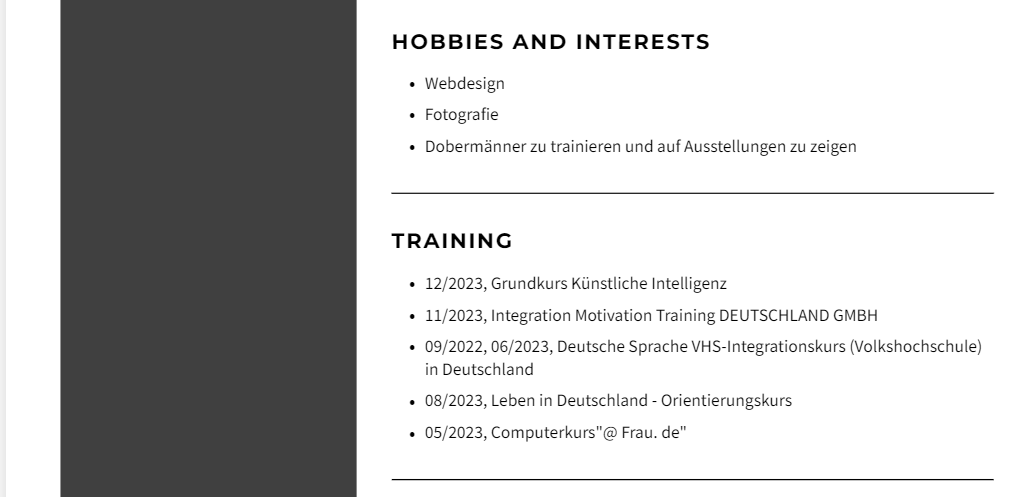 HOBBIES AND INTERESTS
• Webdesign
• Fotografie
• Dobermänner zu trainieren und auf Ausstellungen zu zeigen
TRAINING
• 12/2023, Grundkurs Künstliche Intelligenz
• 11/2023, Integration Motivation Training DEUTSCHLAND GMBH
• 09/2022, 06/2023, Deutsche Sprache VHS-Integrationskurs (Volkshochschule)
in Deutschland
• 08/2023, Leben in Deutschland - Orientierungskurs
• 05/2023, Computerkurs"@ Frau. de"